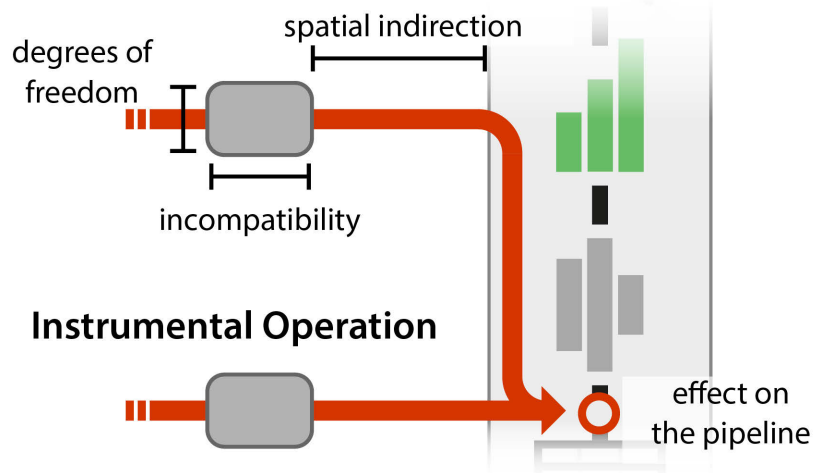 spatial indirection
degrees of
freedom
incompatibility
Instrumental Operation
effect on
the pipeline